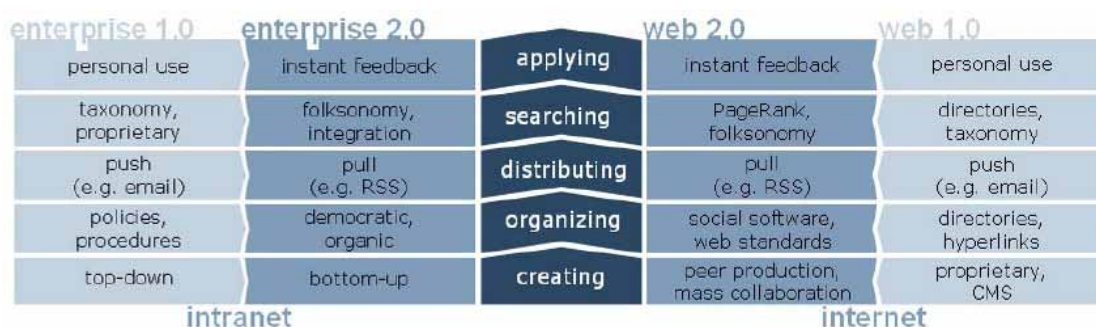 enterprise 1.0 enterprise 2.0 web 2.0 web 1.0
personal use instant feedback applying instant feedback personal use
taxonomy, folksonomy, searching PageRank, directories,
proprietary integration folksonomy taxonomy
push pull distributing pull push
(e.g. email) (e.g. RSS) (e.g. RSS) (e.g. email)
policies, democratic, organizing social software, directories,
procedures organic web standards hyperlinks
top-down bottom-up creating peer production, proprietary,
mass collaboration CMS
intranet internet